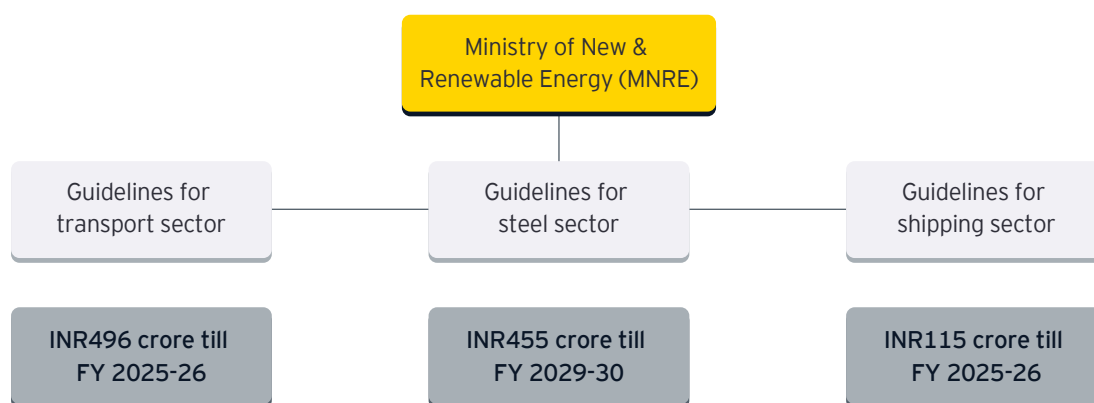 Ministry of New &
Renewable Energy (MNRE)
Guidelines for
transport sector
Guidelines for
steel sector
Guidelines for
shipping sector
INR496 crore till
FY 2025-26
INR455 crore till
FY 2029-30
INR115 crore till
FY 2025-26